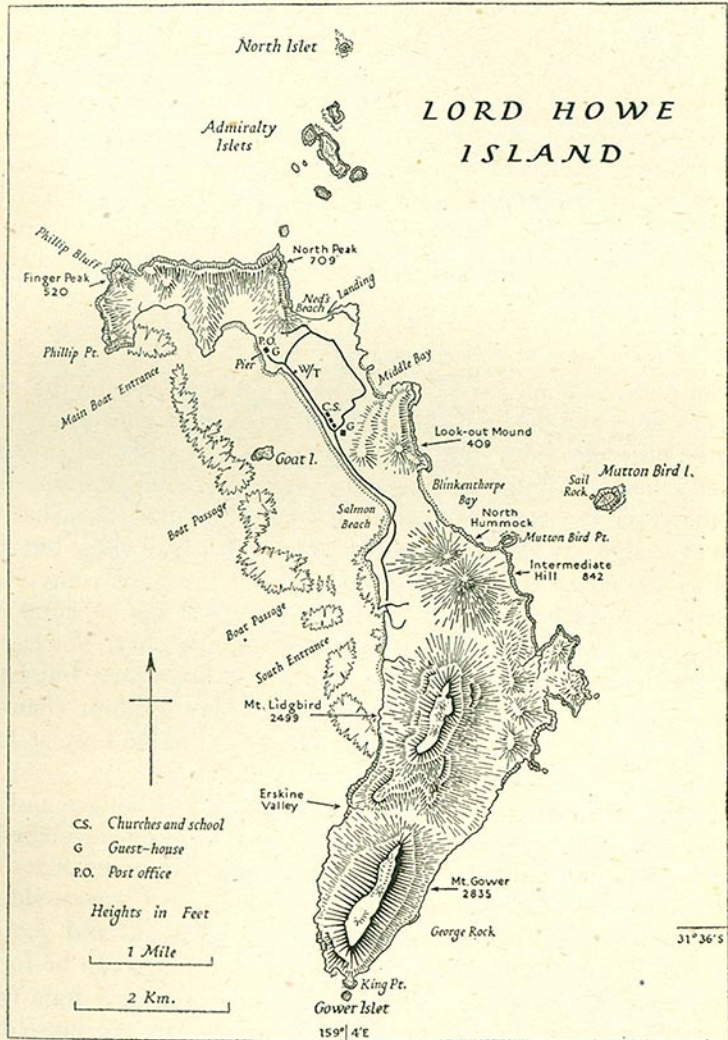 North Islet
LORD HOWE
ISLAND
Admiralty
Islets
Phillip Bluff
North Peak
709
Finger Peak
520
Ned's
Beach
Landing
P.O.
G
Phillip Pt.
Pier
W/T
Middle Bay
Main Boat Entrance
C.S.
G
Look-out Mound
409
Goat I.
Blinkenthorpe
Bay
Mutton Bird I.
Sail
Rock
Salmon
Beach
North
Hummock
Boat Passage
Mutton Bird Pt.
Intermediate
Hill 842
Boat Passage
South Entrance
Mt. Lidgbird
2499
Erskine
Valley
C.S. Churches and school
G Guest-house
P.O. Post office
Heights in Feet
1 Mile
2 Km.
Mt. Gower
2835
George Rock
31° 36'S
King Pt.
Gower Islet
159° 4'E